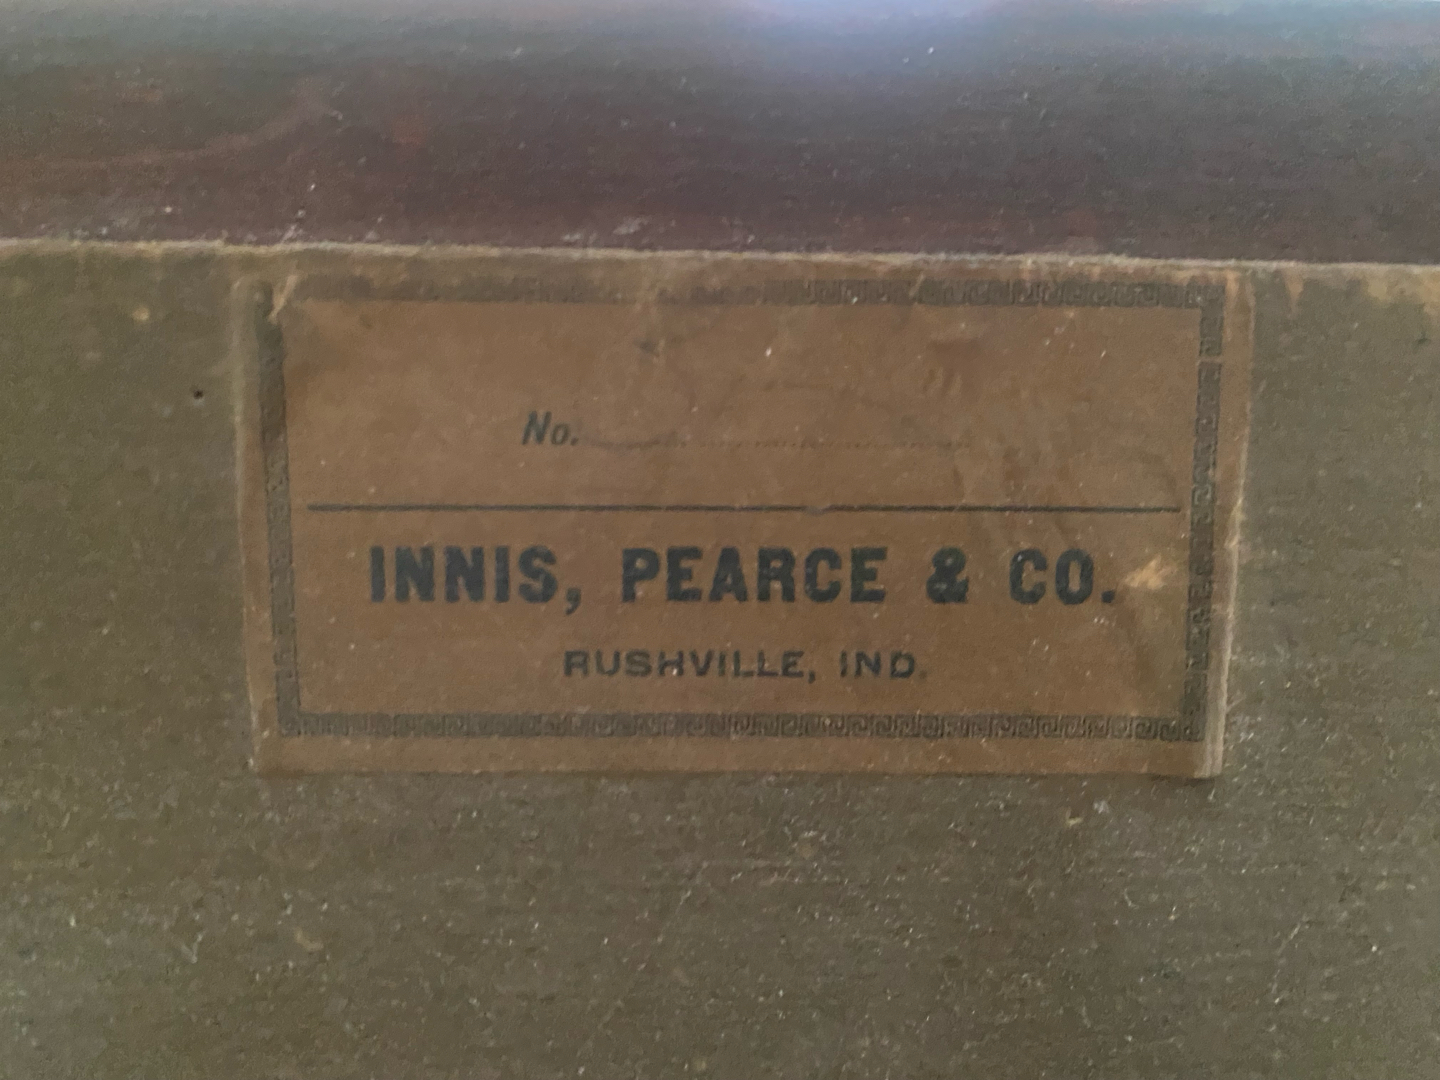 No.
INNIS, PEARCE & CO.
RUSHVILLE, IND.